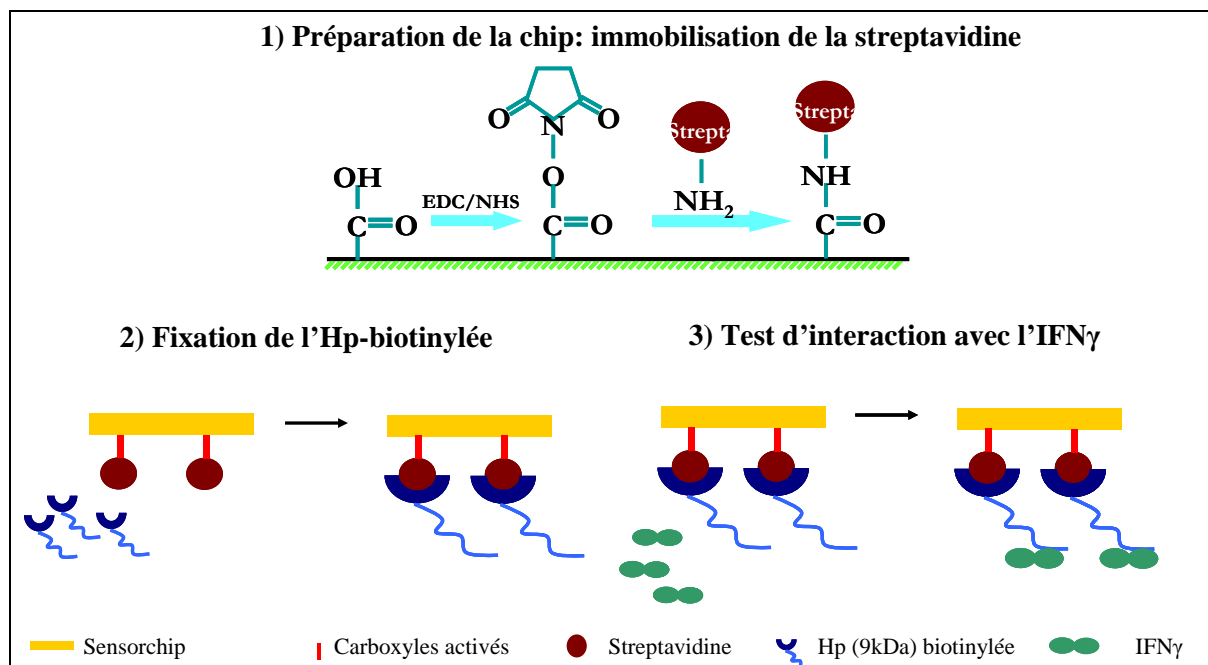 1) Préparation de la chip: immobilisation de la streptavidine
O
N
O
Strepta
Strepta
OH
O
NH
EDC/NHS
NH2
C=O
C=O
C=O
2) Fixation de l'Hp-biotinylée
3) Test d'interaction avec l'IFNγ
Sensorchip
Carboxyles activés
Streptavidine
Hp (9kDa) biotinylée
IFNγ